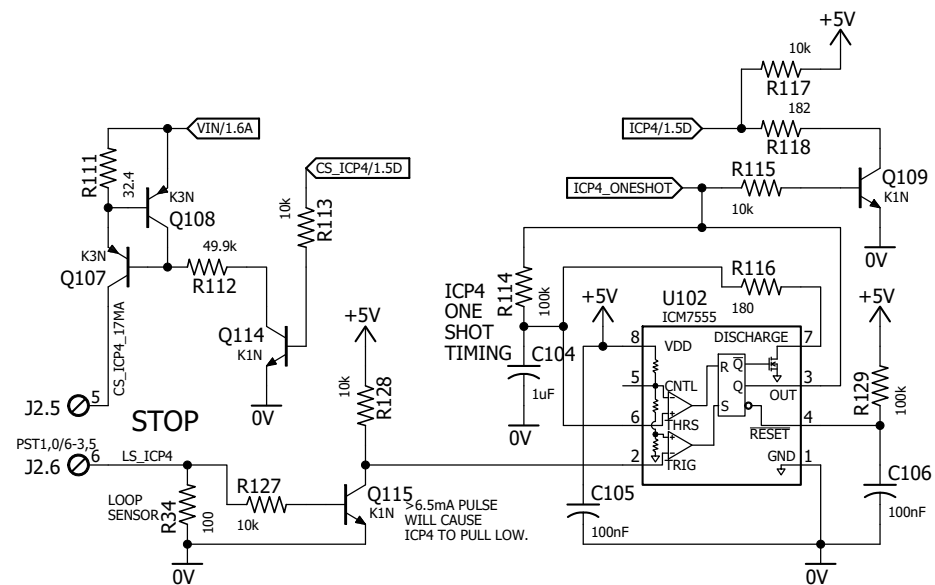 +5V
10k
R117
182
ICP4/1.5D
R118
VIN/1.6A
R111
32.4
K3N
Q108
CS_ICP4/1.5D
10k
R113
R115
ICP4_ONESHOT
10k
Q109
K1N
0V
K3N
Q107
49.9k
R112
CS_ICP4_17MA
Q114
K1N
0V
ICP4
ONE
SHOT
TIMING
R114
100k
R116
180
+5V
U102
ICM7555
+5V
C104
1uF
0V
8
VDD
DISCHARGE
7
5
CNTL
R
Q
Q
3
OUT
S
6
THRS
4
RESET
2
TRIG
GND
1
R129
100k
+5V
10k
R128
5
J2.5
STOP
PST1,0/6-3,5
6
J2.6
LS_ICP4
LOOP
SENSOR
R34
100
R127
10k
Q115
K1N
>6.5mA PULSE
WILL CAUSE
ICP4 TO PULL LOW.
C105
100nF
C106
100nF
0V
0V